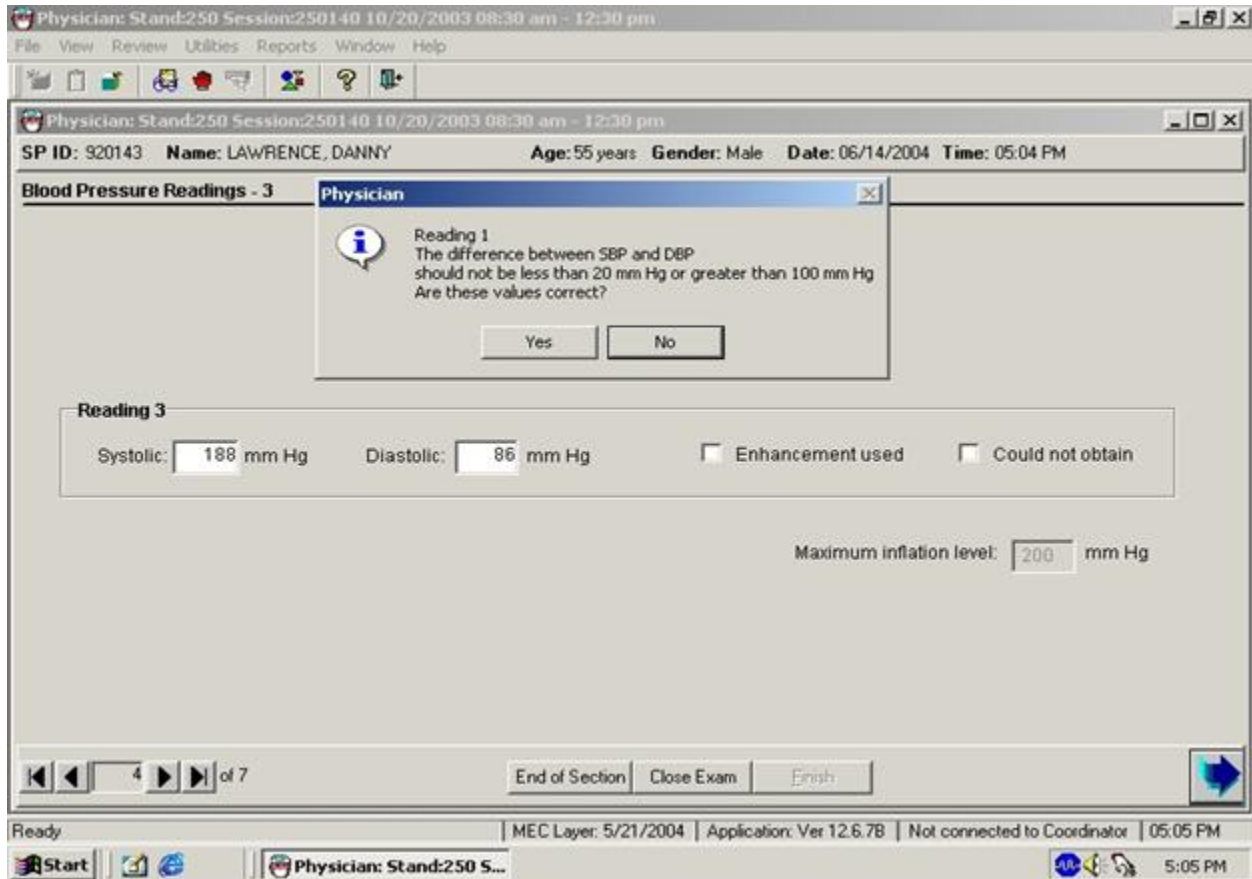 Physician: Stand:250 Session:250140 10/20/2003 08:30 am - 12:30 pm
File View Review Utilities Reports Window Help
Physician: Stand:250 Session:250140 10/20/2003 08:30 am - 12:30 pm
SP ID: 920143 Name: LAWRENCE, DANNY Age: 55 years Gender: Male Date: 06/14/2004 Time: 05:04 PM
Blood Pressure Readings - 3
Physician
Reading 1
The difference between SBP and DBP
should not be less than 20 mm Hg or greater than 100 mm Hg
Are these values correct?
Yes No
Reading 3
Systolic: 188 mm Hg Diastolic: 86 mm Hg Enhancement used Could not obtain
Maximum inflation level: 200 mm Hg
4 of 7 End of Section Close Exam Finish
Ready MEC Layer: 5/21/2004 Application: Ver 12.6.78 Not connected to Coordinator 05:05 PM
Start Physician: Stand:250 S... 5:05 PM